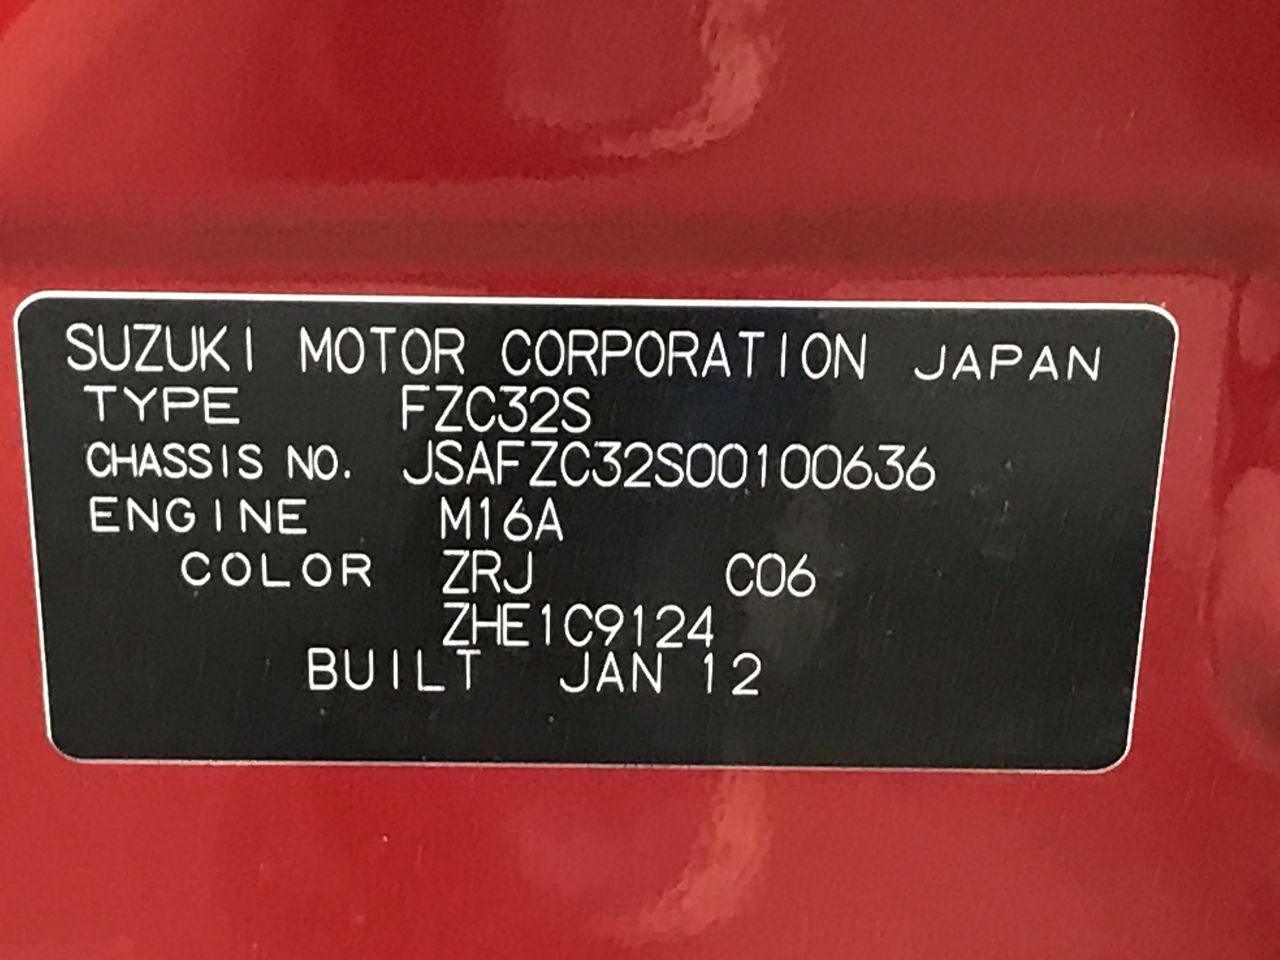 SUZUKI MOTOR CORPORATION JAPAN
TYPE FZC32S
CHASSIS NO. JSAFZC32S00100636
ENGINE M16A
COLOR ZRJ C06
ZHE1C9124
BUILT JAN 12